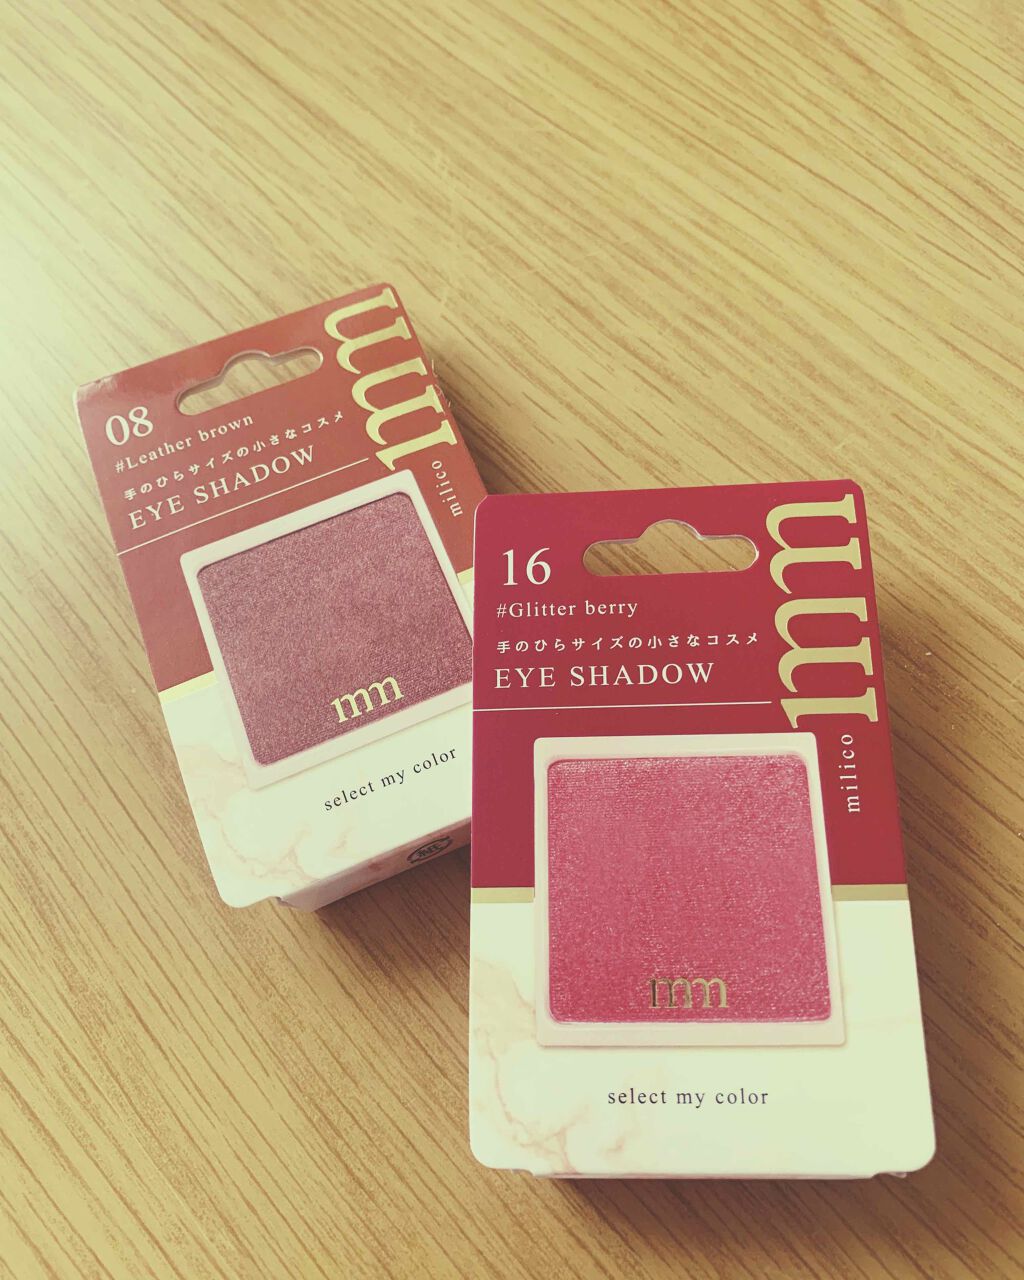 08
#Leather brown
手のひらサイズの小さなコスメ
EYE SHADOW
mm
milico
mm
select my color
16
#Glitter berry
手のひらサイズの小さなコスメ
EYE SHADOW
mm
milico
mm
select my color